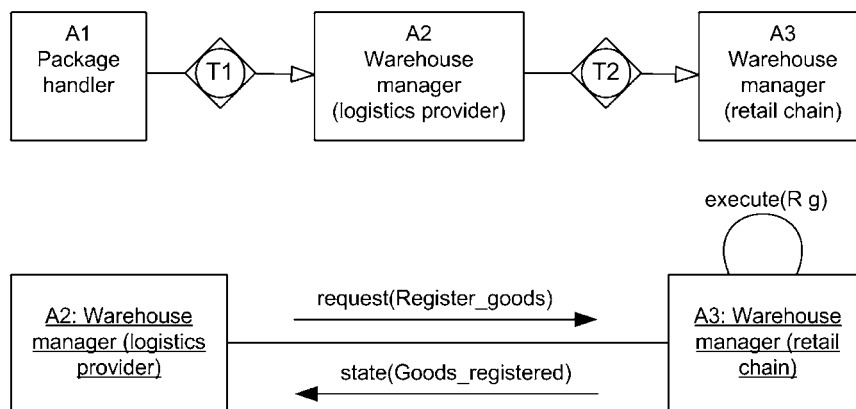 A1
Package
handler
T1
A2
Warehouse
manager
(logistics provider)
T2
A3
Warehouse
manager
(retail chain)
execute(R g)
A2: Warehouse
manager (logistics
provider)
request(Register_goods)
state(Goods_registered)
A3: Warehouse
manager (retail
chain)